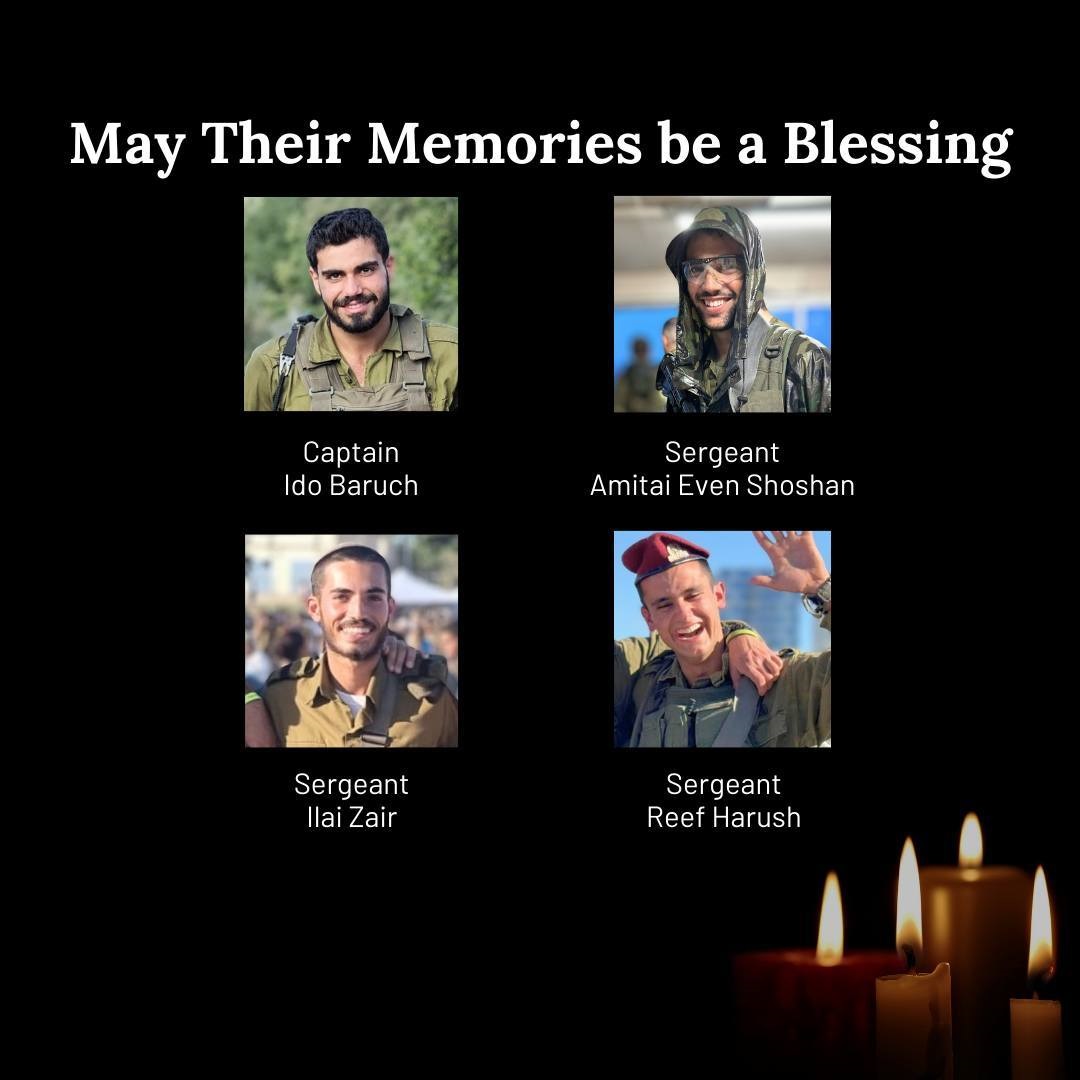 May Their Memories be a Blessing
Captain
Ido Baruch
Sergeant
Amitai Even Shoshan
Sergeant
Ilai Zair
Sergeant
Reef Harush